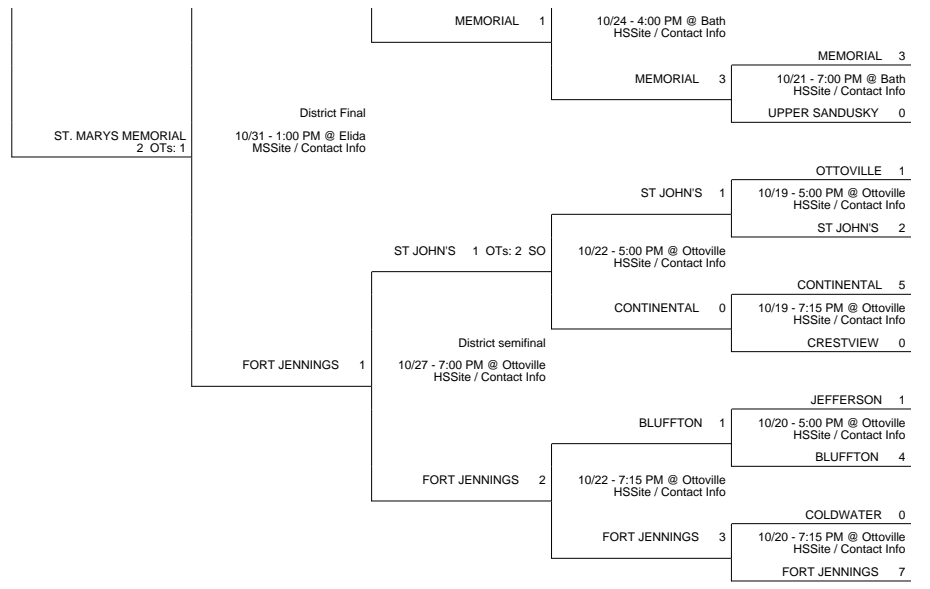 MEMORIAL 1
10/24 - 4:00 PM @ Bath
HSSite / Contact Info
MEMORIAL 3
MEMORIAL 3
10/21 - 7:00 PM @ Bath
HSSite / Contact Info
UPPER SANDUSKY 0
District Final
ST. MARYS MEMORIAL
2 OTs: 1
10/31 - 1:00 PM @ Elida
MSSite / Contact Info
OTTOVILLE 1
ST JOHN'S 1
10/19 - 5:00 PM @ Ottoville
HSSite / Contact Info
ST JOHN'S 2
ST JOHN'S 1 OTs: 2 SO
10/22 - 5:00 PM @ Ottoville
HSSite / Contact Info
CONTINENTAL 5
CONTINENTAL 0
10/19 - 7:15 PM @ Ottoville
HSSite / Contact Info
CRESTVIEW 0
District semifinal
FORT JENNINGS 1
10/27 - 7:00 PM @ Ottoville
HSSite / Contact Info
JEFFERSON 1
BLUFFTON 1
10/20 - 5:00 PM @ Ottoville
HSSite / Contact Info
BLUFFTON 4
FORT JENNINGS 2
10/22 - 7:15 PM @ Ottoville
HSSite / Contact Info
COLDWATER 0
FORT JENNINGS 3
10/20 - 7:15 PM @ Ottoville
HSSite / Contact Info
FORT JENNINGS 7